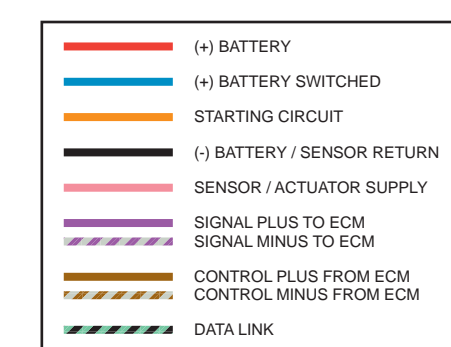 (+) BATTERY
(+) BATTERY SWITCHED
STARTING CIRCUIT
(-) BATTERY / SENSOR RETURN
SENSOR / ACTUATOR SUPPLY
SIGNAL PLUS TO ECM
SIGNAL MINUS TO ECM
CONTROL PLUS FROM ECM
CONTROL MINUS FROM ECM
DATA LINK